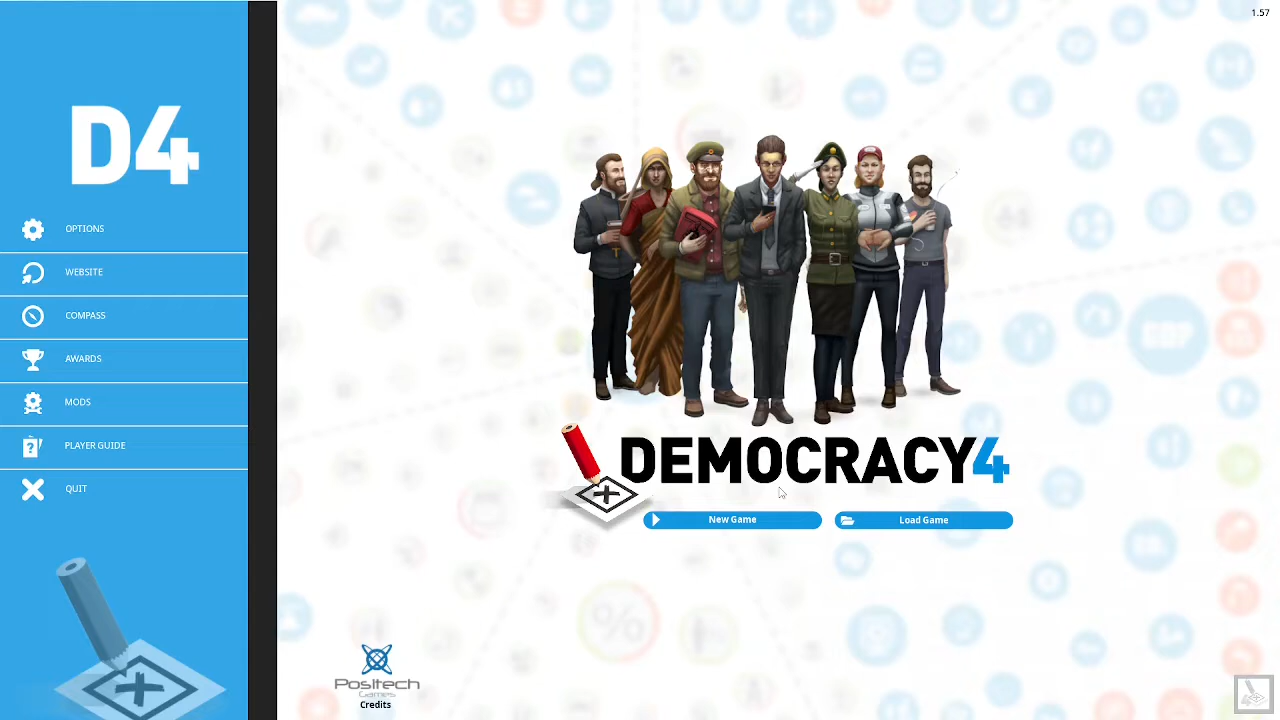 1.57
D4
OPTIONS
WEBSITE
COMPASS
AWARDS
MODS
PLAYER GUIDE
QUIT
DEMOCRACY4
New Game
Load Game
GDP
%
?
Positech
Games
Credits